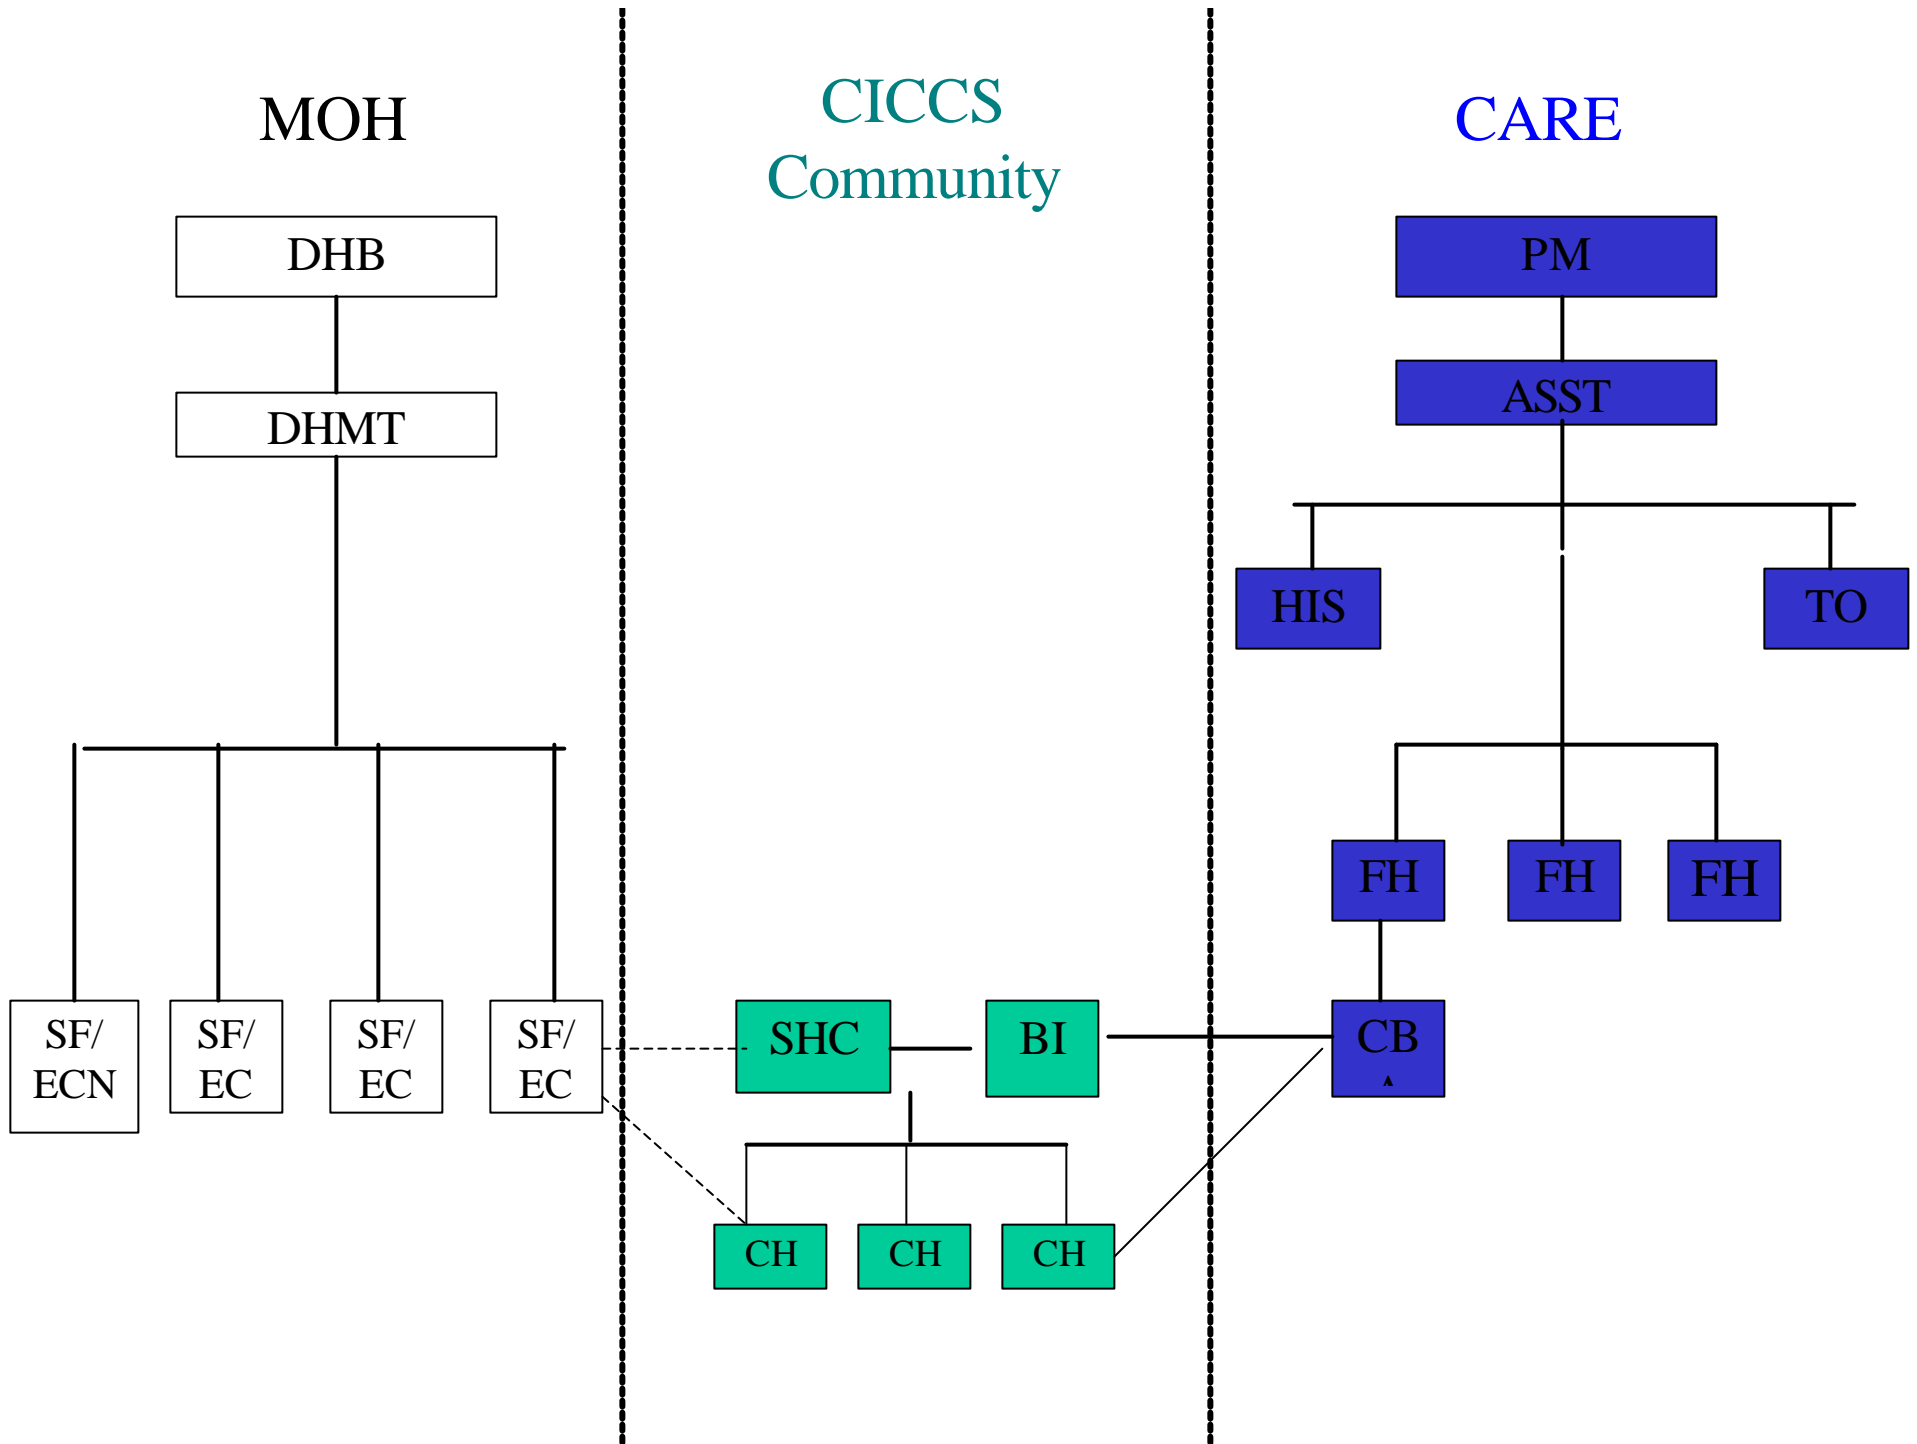 MOH
CICCS
Community
CARE
DHB
PM
DHMT
ASST
HIS
TO
FH
FH
FH
SF/
ECN
SF/
EC
SF/
EC
SF/
EC
SHC
BI
CB
CH
CH
CH